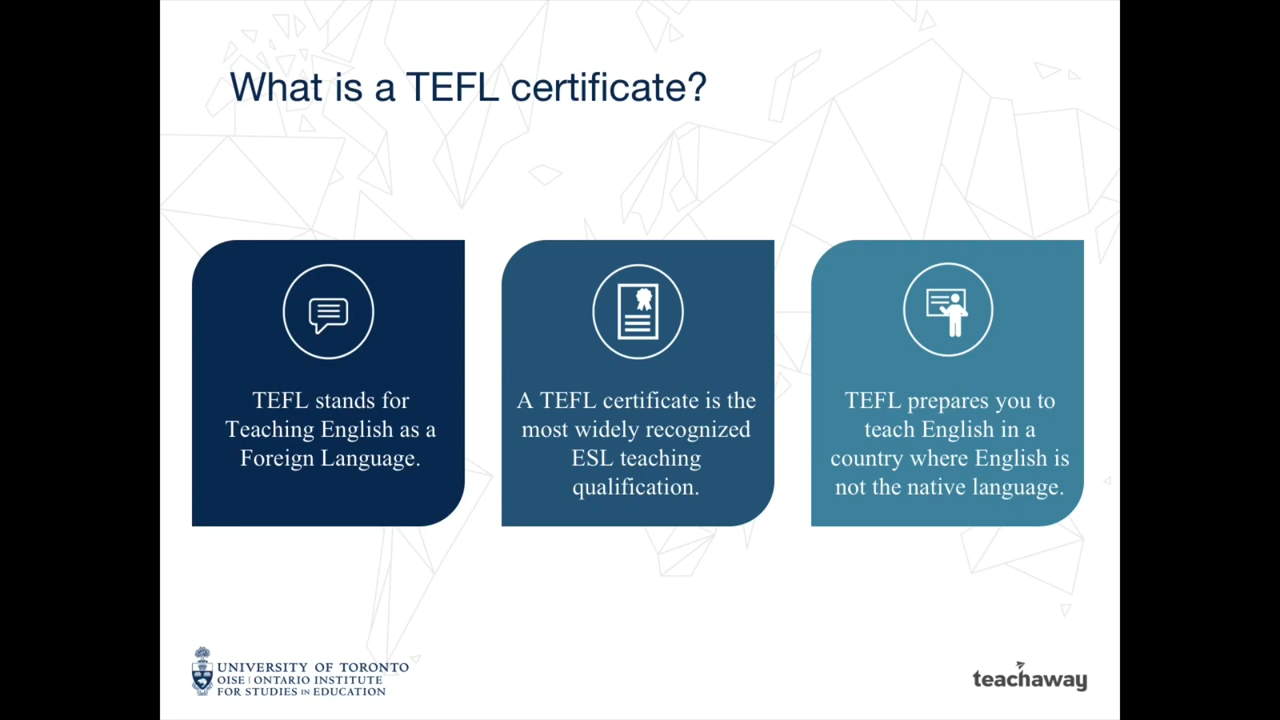 What is a TEFL certificate?
TEFL stands for
Teaching English as a
Foreign Language.
A TEFL certificate is the
most widely recognized
ESL teaching
qualification.
TEFL prepares you to
teach English in a
country where English is
not the native language.
UNIVERSITY OF TORONTO
OISE | ONTARIO INSTITUTE
FOR STUDIES IN EDUCATION
teachaway